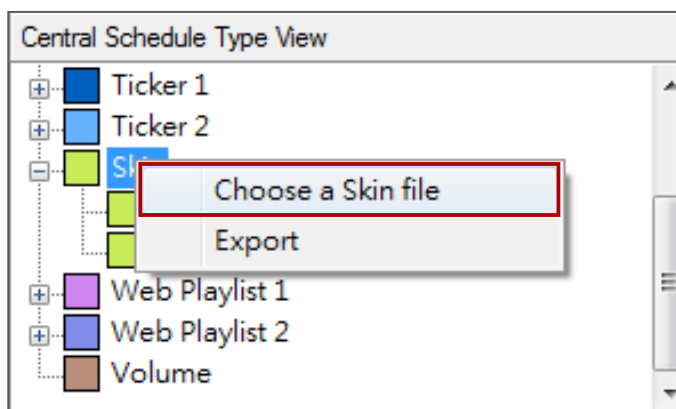 Central Schedule Type View
Ticker 1
Ticker 2
Choose a Skin file
Export
Web Playlist 1
Web Playlist 2
Volume